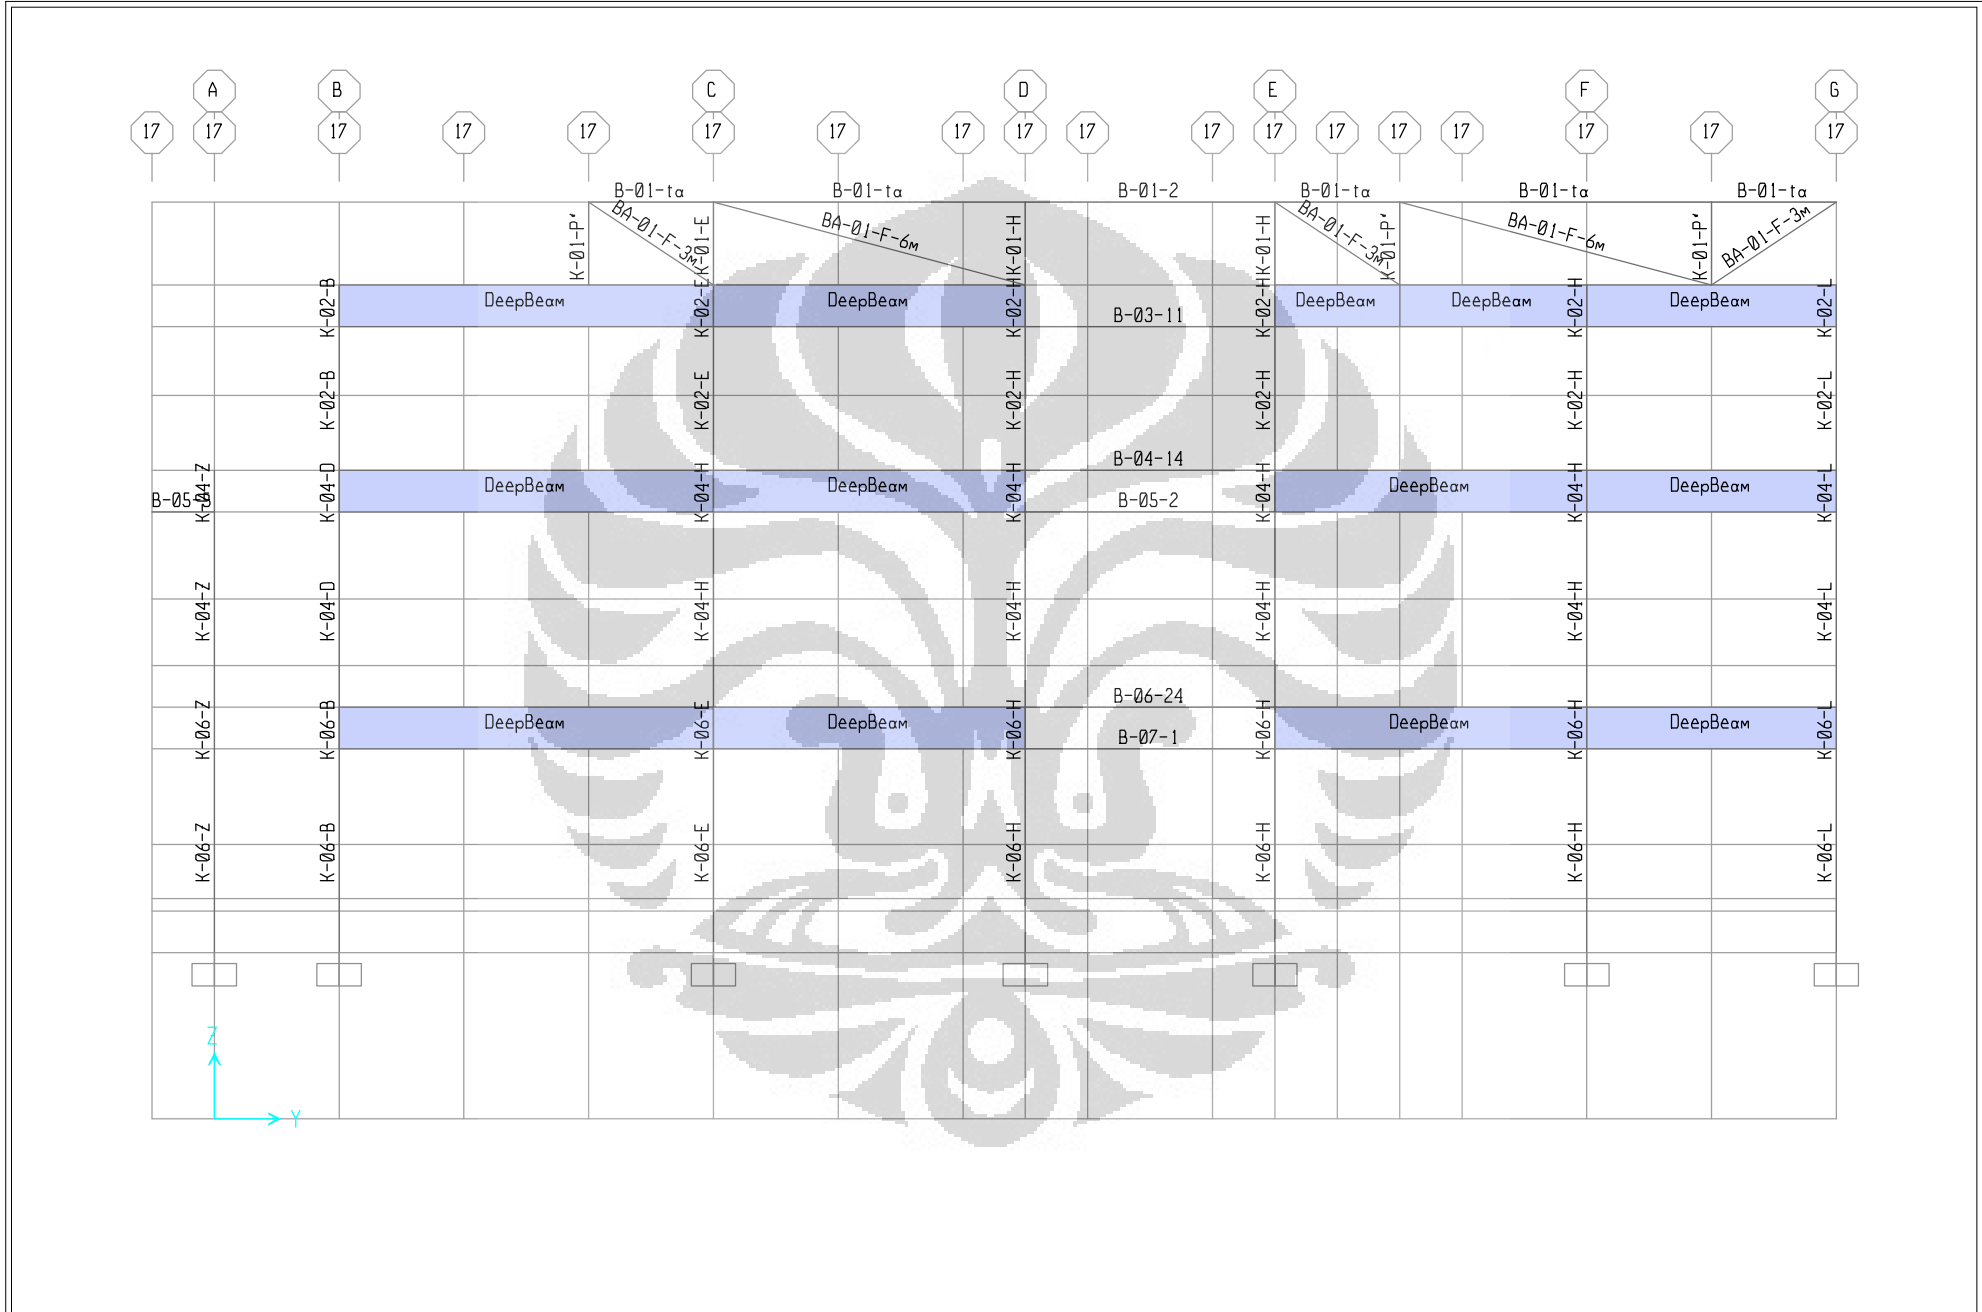 A B C D E F G
17 17 17 17 17 17 17 17 17 17 17 17 17 17 17 17 17 17
B-01-ta B-01-ta B-01-2 B-01-ta B-01-ta B-01-ta
K-01-P' BA-01-F-3м K-01-E BA-01-F-6м K-01-H K-01-H BA-01-F-3м K-01-P' BA-01-F-6м K-01-P' BA-01-F-3м
K-02-B DeepBeam K-02-E DeepBeam K-02-H K-02-H DeepBeam DeepBeam K-02-H DeepBeam K-02-L
B-03-11
K-02-B K-02-E K-02-H K-02-H K-02-H K-02-L
B-04-14
K-04-Z K-04-D DeepBeam K-04-H DeepBeam K-04-H K-04-H DeepBeam K-04-H DeepBeam K-04-L
B-05-2
K-04-Z K-04-D K-04-H K-04-H K-04-H K-04-H K-04-L
B-06-24
K-06-Z K-06-B DeepBeam K-06-E DeepBeam K-06-H K-06-H DeepBeam K-06-H DeepBeam K-06-L
B-07-1
K-06-Z K-06-B K-06-E K-06-H K-06-H K-06-H K-06-L
Z
Y